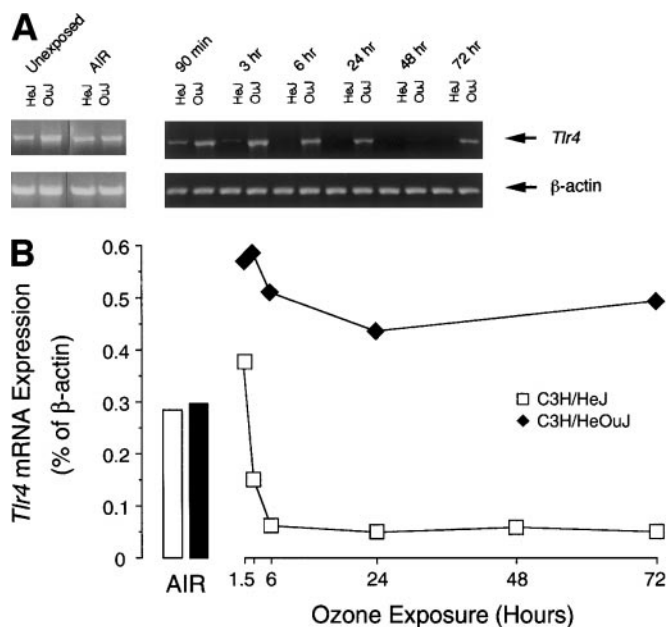 A
Unexposed AIR 90 min 3 hr 6 hr 24 hr 48 hr 72 hr
HeJ OuJ HeJ OuJ HeJ OuJ HeJ OuJ HeJ OuJ HeJ OuJ HeJ OuJ HeJ OuJ
Tlr4
β-actin
B
Tlr4 mRNA Expression
(% of β-actin)
0.6
0.5
0.4
0.3
0.2
0.1
0.05
0
C3H/HeJ
C3H/HeOuJ
AIR
1.5 6 24 48 72
Ozone Exposure (Hours)